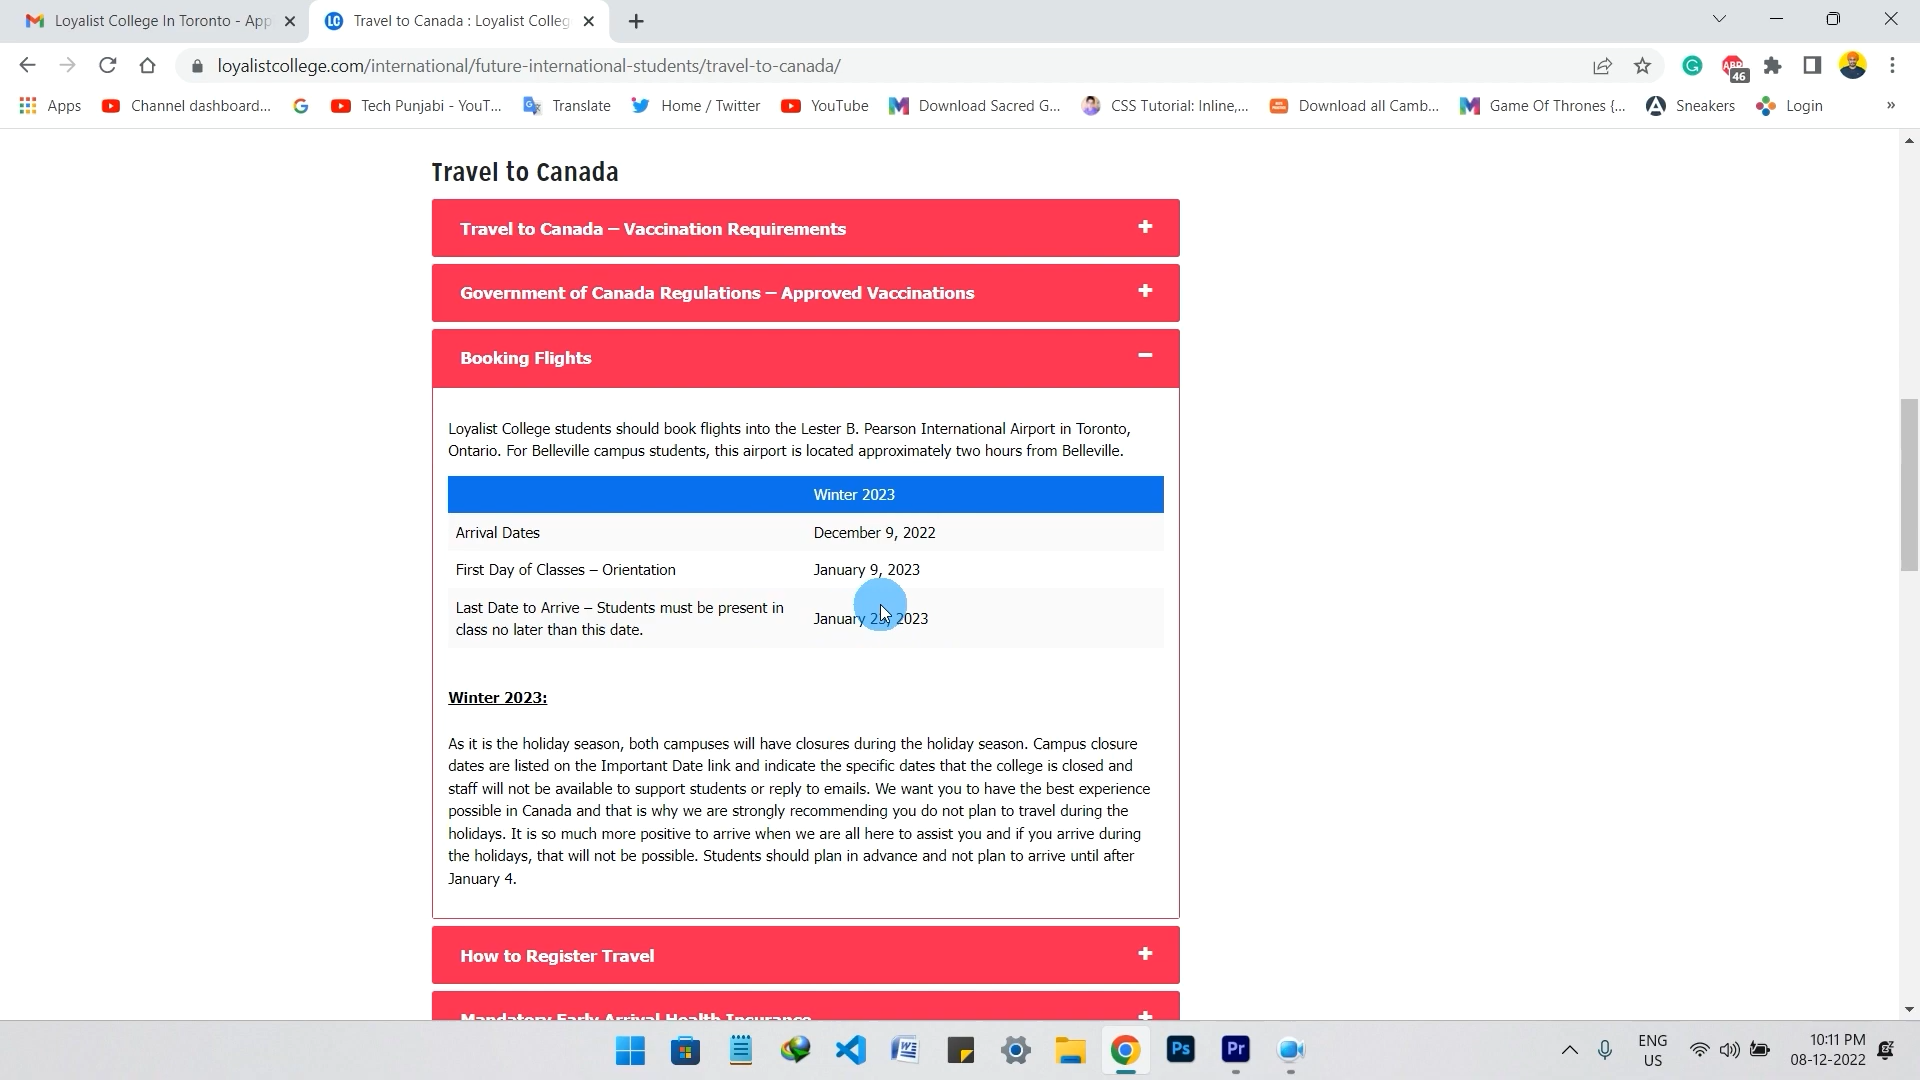 Loyalist College In Toronto - App
Travel to Canada : Loyalist Colleg
loyalistcollege.com/international/future-international-students/travel-to-canada/
46
Apps
Channel dashboard...
Tech Punjabi - YouT...
Translate
Home / Twitter
YouTube
Download Sacred G...
CSS Tutorial: Inline,...
Download all Camb...
Game Of Thrones {...
Sneakers
Login
»
Travel to Canada
Travel to Canada – Vaccination Requirements
Government of Canada Regulations – Approved Vaccinations
Booking Flights
Loyalist College students should book flights into the Lester B. Pearson International Airport in Toronto,
Ontario. For Belleville campus students, this airport is located approximately two hours from Belleville.
Winter 2023
Arrival Dates
December 9, 2022
First Day of Classes – Orientation
January 9, 2023
Last Date to Arrive – Students must be present in
class no later than this date.
January 2023
Winter 2023:
As it is the holiday season, both campuses will have closures during the holiday season. Campus closure
dates are listed on the Important Date link and indicate the specific dates that the college is closed and
staff will not be available to support students or reply to emails. We want you to have the best experience
possible in Canada and that is why we are strongly recommending you do not plan to travel during the
holidays. It is so much more positive to arrive when we are all here to assist you and if you arrive during
the holidays, that will not be possible. Students should plan in advance and not plan to arrive until after
January 4.
How to Register Travel
Mandatory Early Arrival Health Insurance
Ps
Pr
ENG
US
10:11 PM
08-12-2022